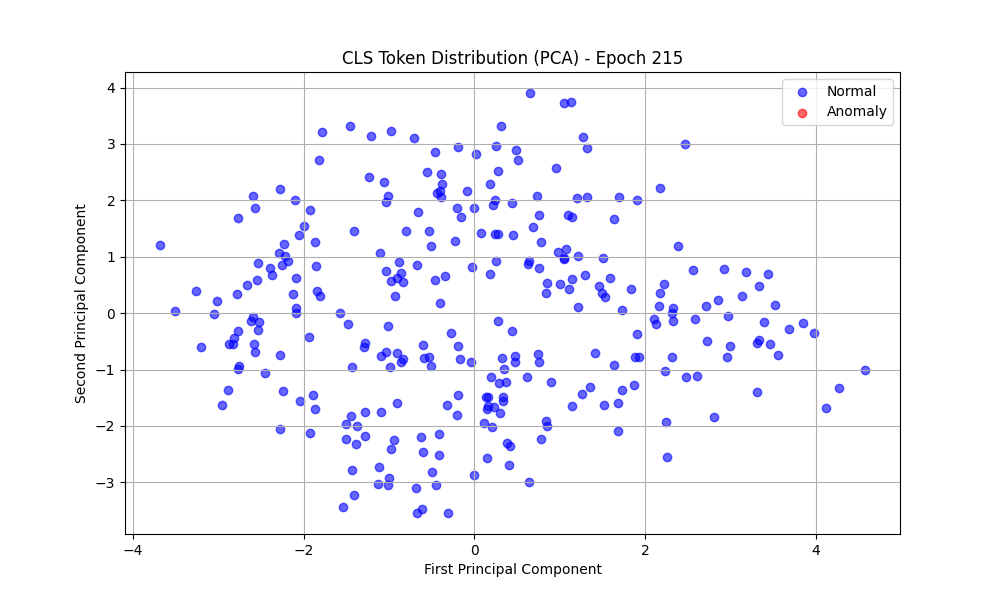 CLS Token Distribution (PCA) - Epoch 215
Normal
Anomaly
4
3
2
1
0
−1
−2
−3
Second Principal Component
−4
−2
0
2
4
First Principal Component